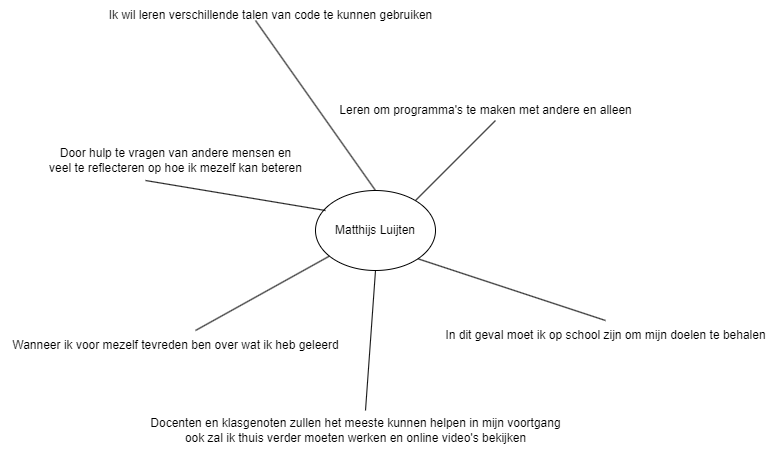 Ik wil leren verschillende talen van code te kunnen gebruiken
Leren om programma's te maken met andere en alleen
Door hulp te vragen van andere mensen en
veel te reflecteren op hoe ik mezelf kan beteren
Matthijs Luijten
In dit geval moet ik op school zijn om mijn doelen te behalen
Wanneer ik voor mezelf tevreden ben over wat ik heb geleerd
Docenten en klasgenoten zullen het meeste kunnen helpen in mijn voortgang
ook zal ik thuis verder moeten werken en online video's bekijken